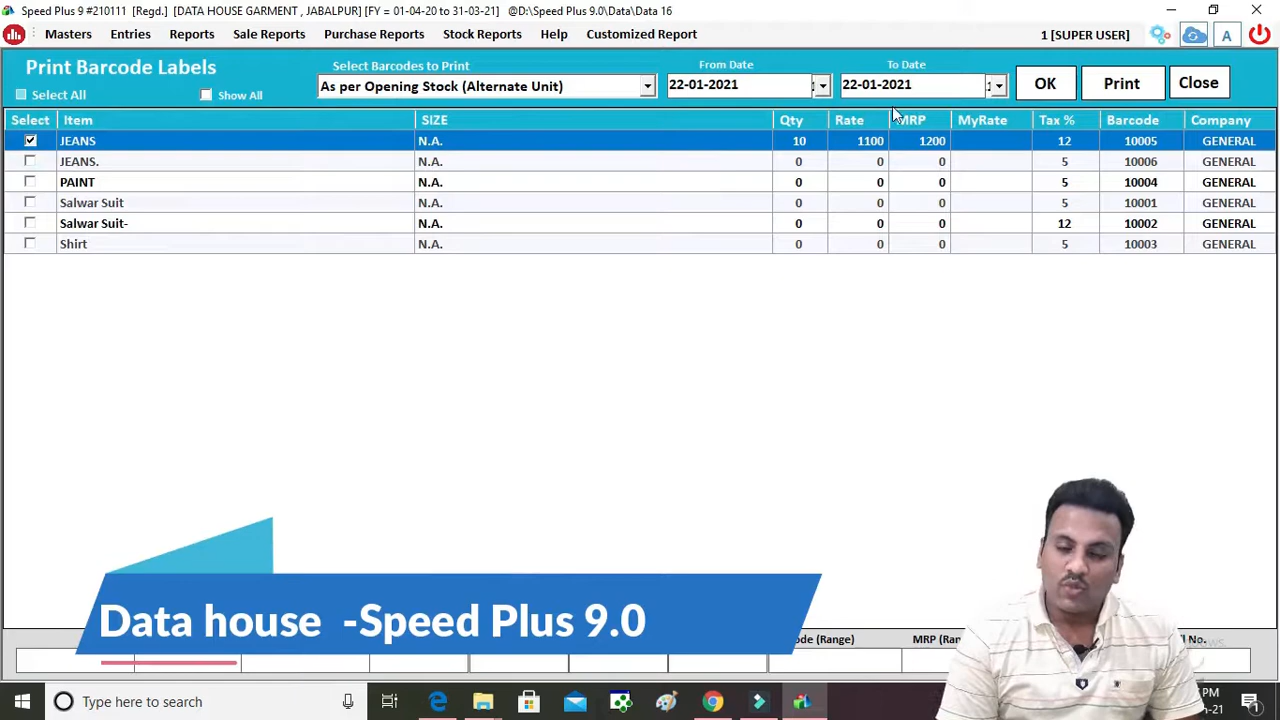 Speed Plus 9 #210111 [Regd.] [DATA HOUSE GARMENT , JABALPUR] [FY = 01-04-20 to 31-03-21] @D:\Speed Plus 9.0\Data\Data 16
Masters Entries Reports Sale Reports Purchase Reports Stock Reports Help Customized Report 1 [SUPER USER] A
Print Barcode Labels Select Barcodes to Print From Date To Date
As per Opening Stock (Alternate Unit) 22-01-2021 22-01-2021 OK Print Close
Select All Show All
Select Item SIZE Qty Rate MRP MyRate Tax % Barcode Company
JEANS N.A. 10 1100 1200 12 10005 GENERAL
JEANS. N.A. 0 0 0 5 10006 GENERAL
PAINT N.A. 0 0 0 5 10004 GENERAL
Salwar Suit N.A. 0 0 0 5 10001 GENERAL
Salwar Suit- N.A. 0 0 0 12 10002 GENERAL
Shirt N.A. 0 0 0 5 10003 GENERAL
Data house -Speed Plus 9.0
(Range)
Type here to search